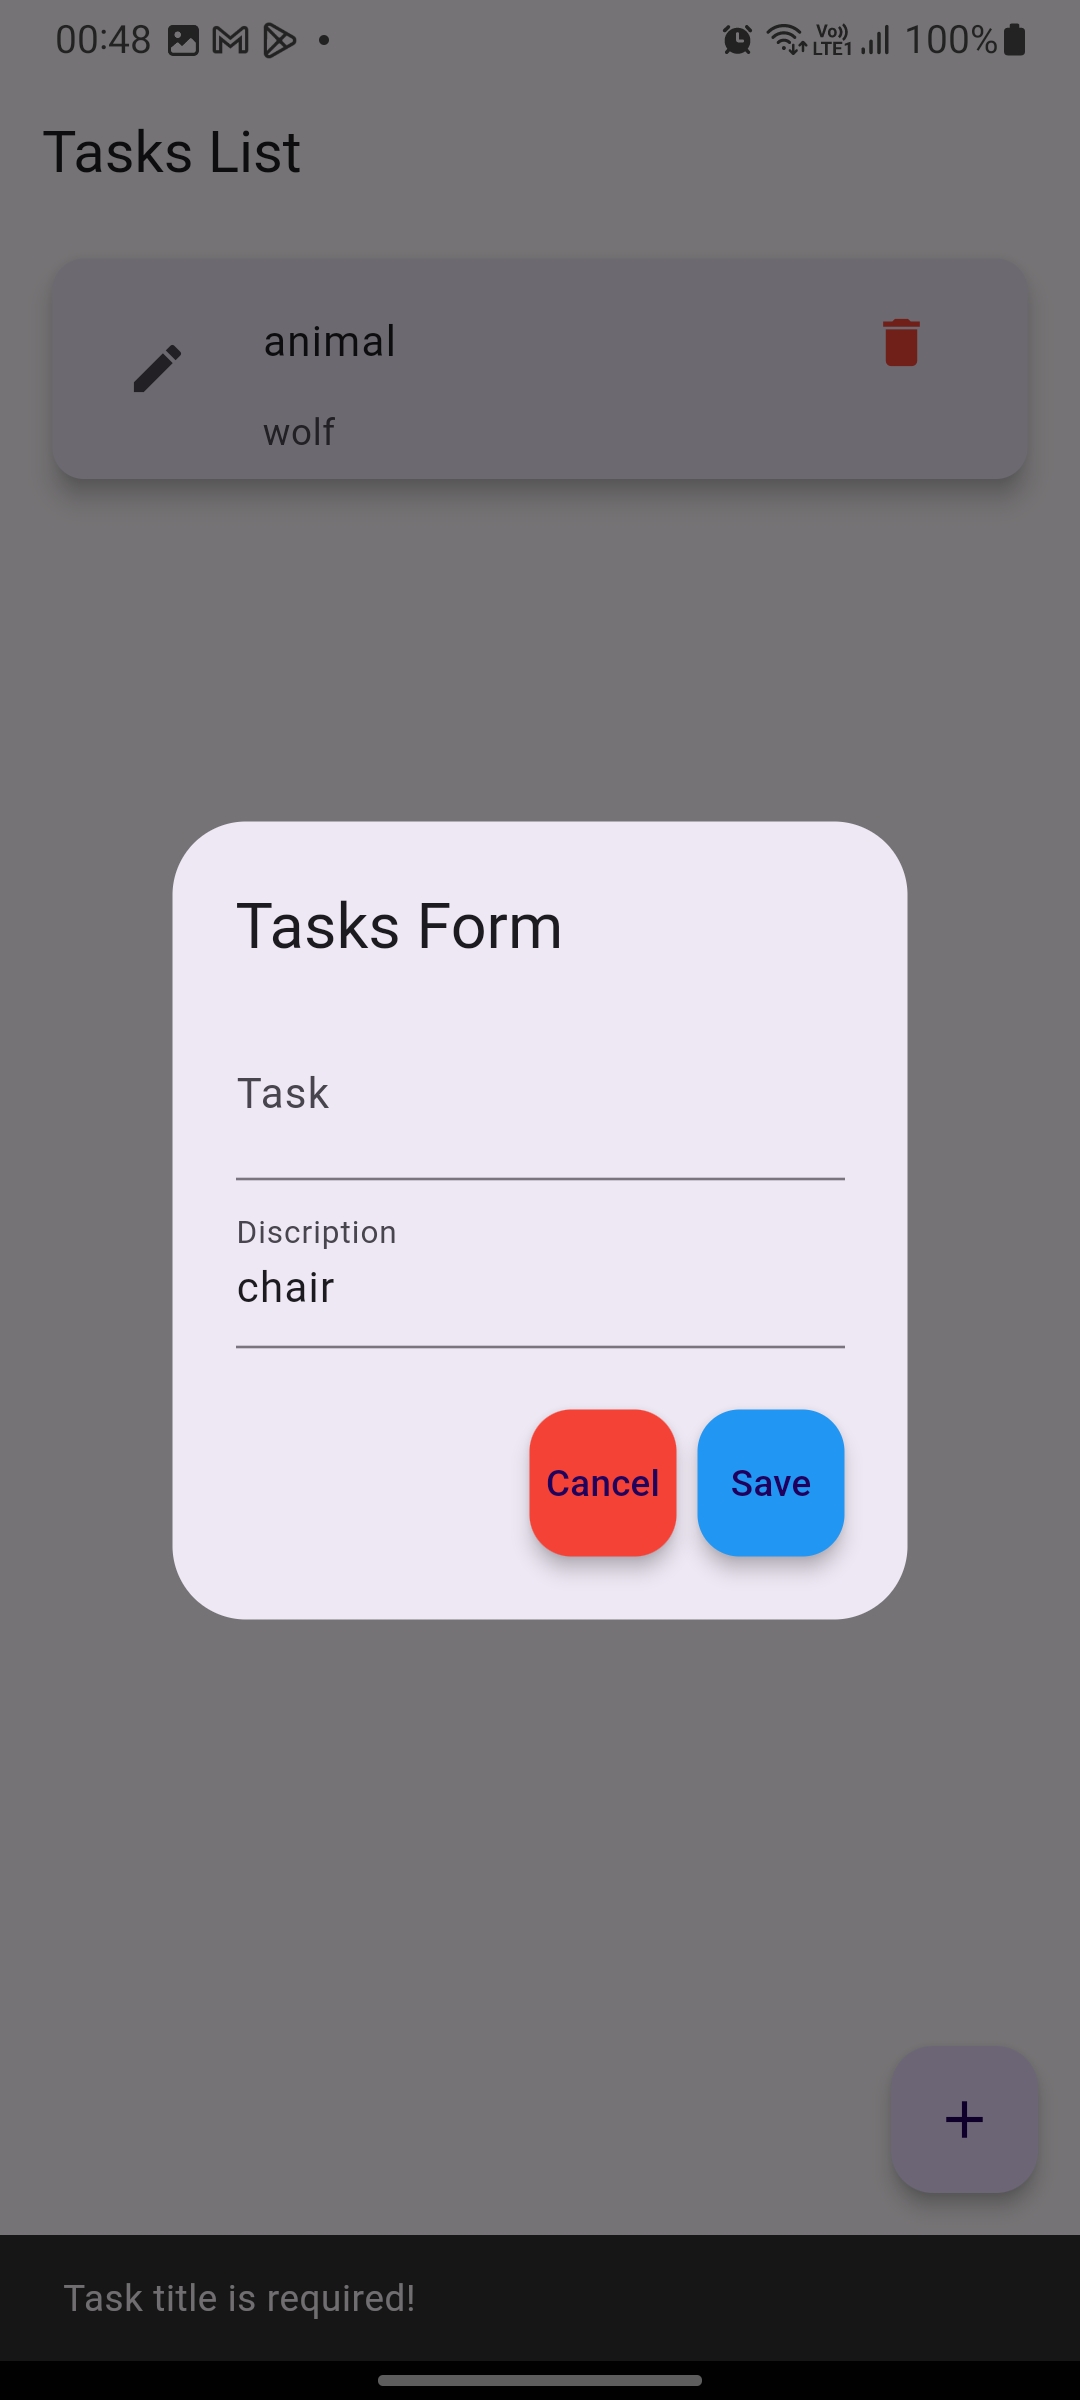 00:48
Vo)) LTE1 100%
Tasks List
animal
wolf
Tasks Form
Task
Discription
chair
Cancel Save
Task title is required!